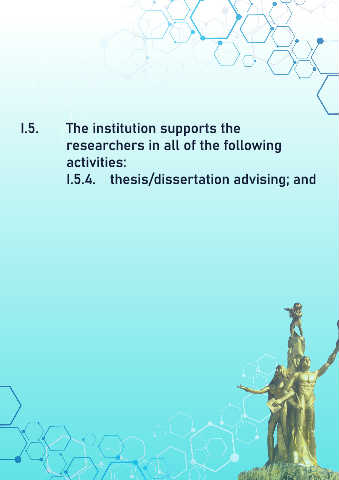 I.5. The institution supports the
researchers in all of the following
activities:
I.5.4. thesis/dissertation advising; and